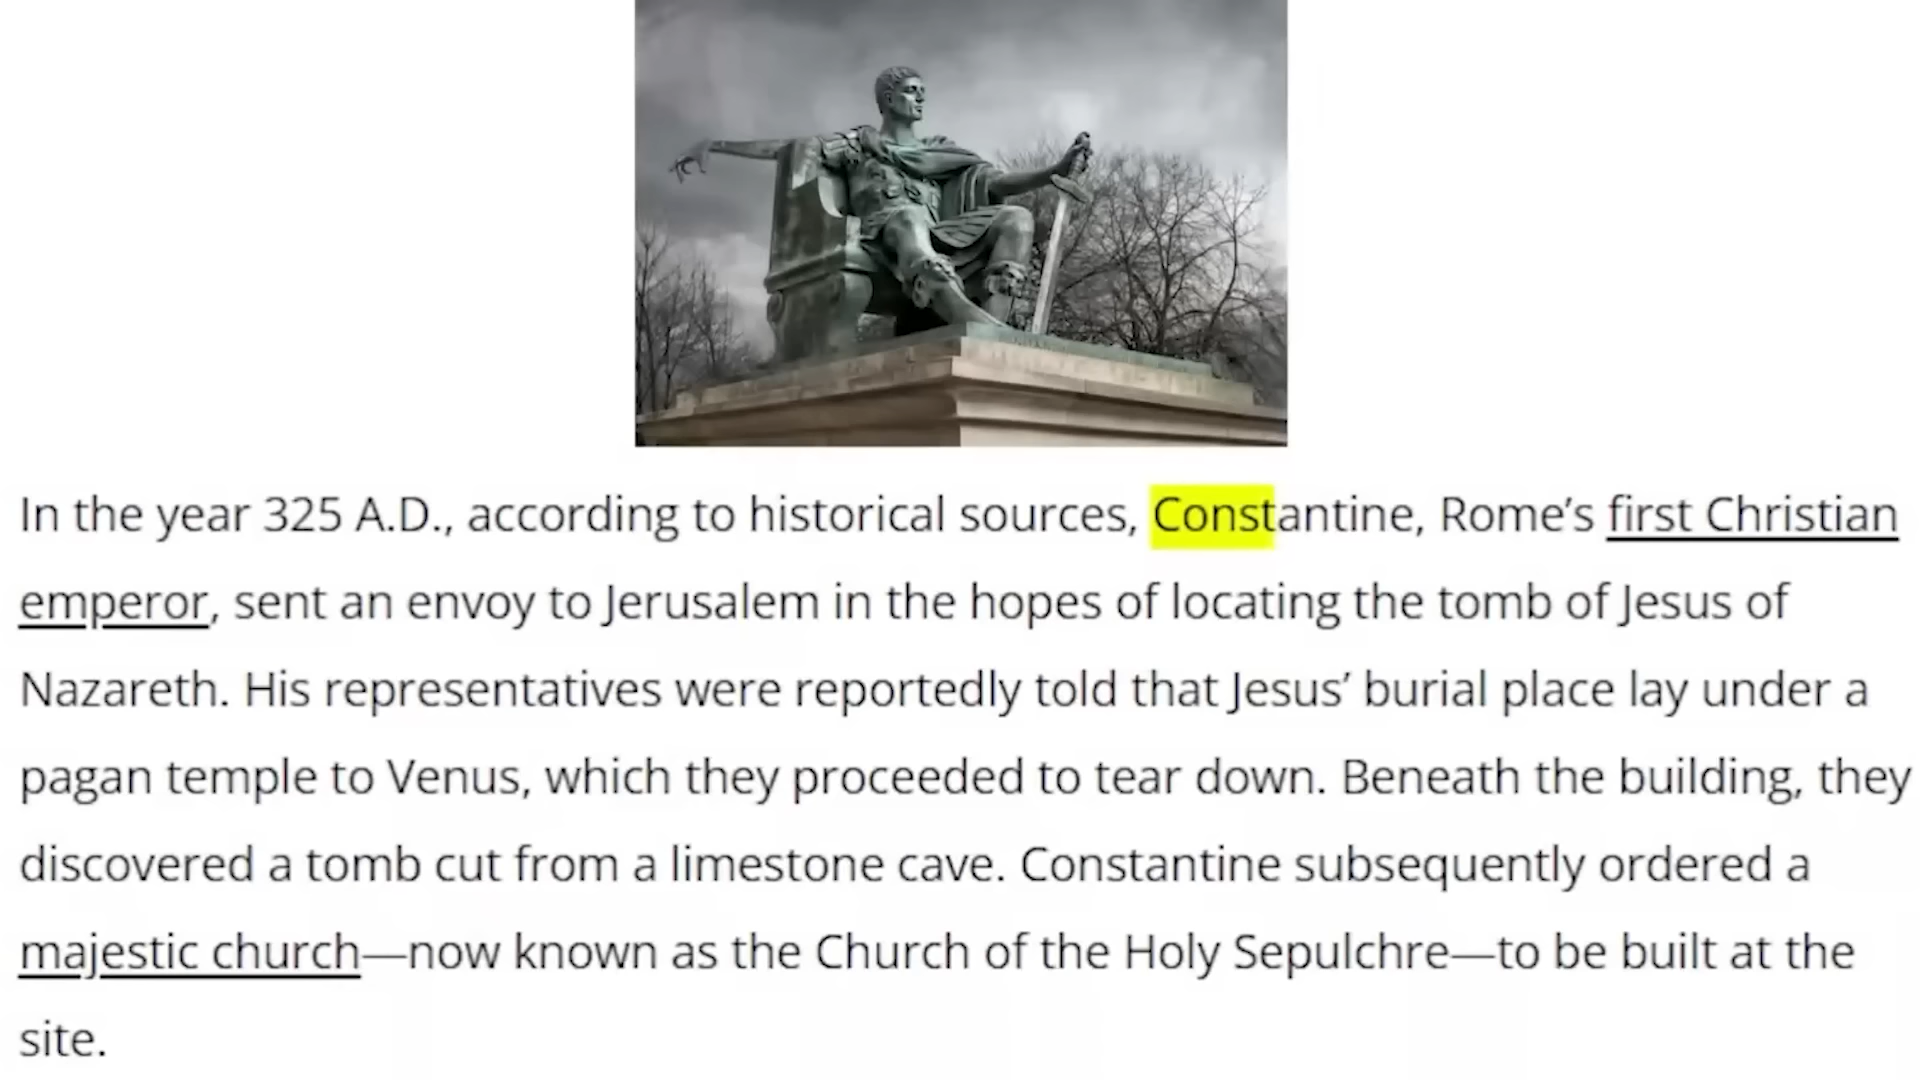 In the year 325 A.D., according to historical sources, Constantine, Rome’s first Christian
emperor, sent an envoy to Jerusalem in the hopes of locating the tomb of Jesus of
Nazareth. His representatives were reportedly told that Jesus’ burial place lay under a
pagan temple to Venus, which they proceeded to tear down. Beneath the building, they
discovered a tomb cut from a limestone cave. Constantine subsequently ordered a
majestic church—now known as the Church of the Holy Sepulchre—to be built at the
site.